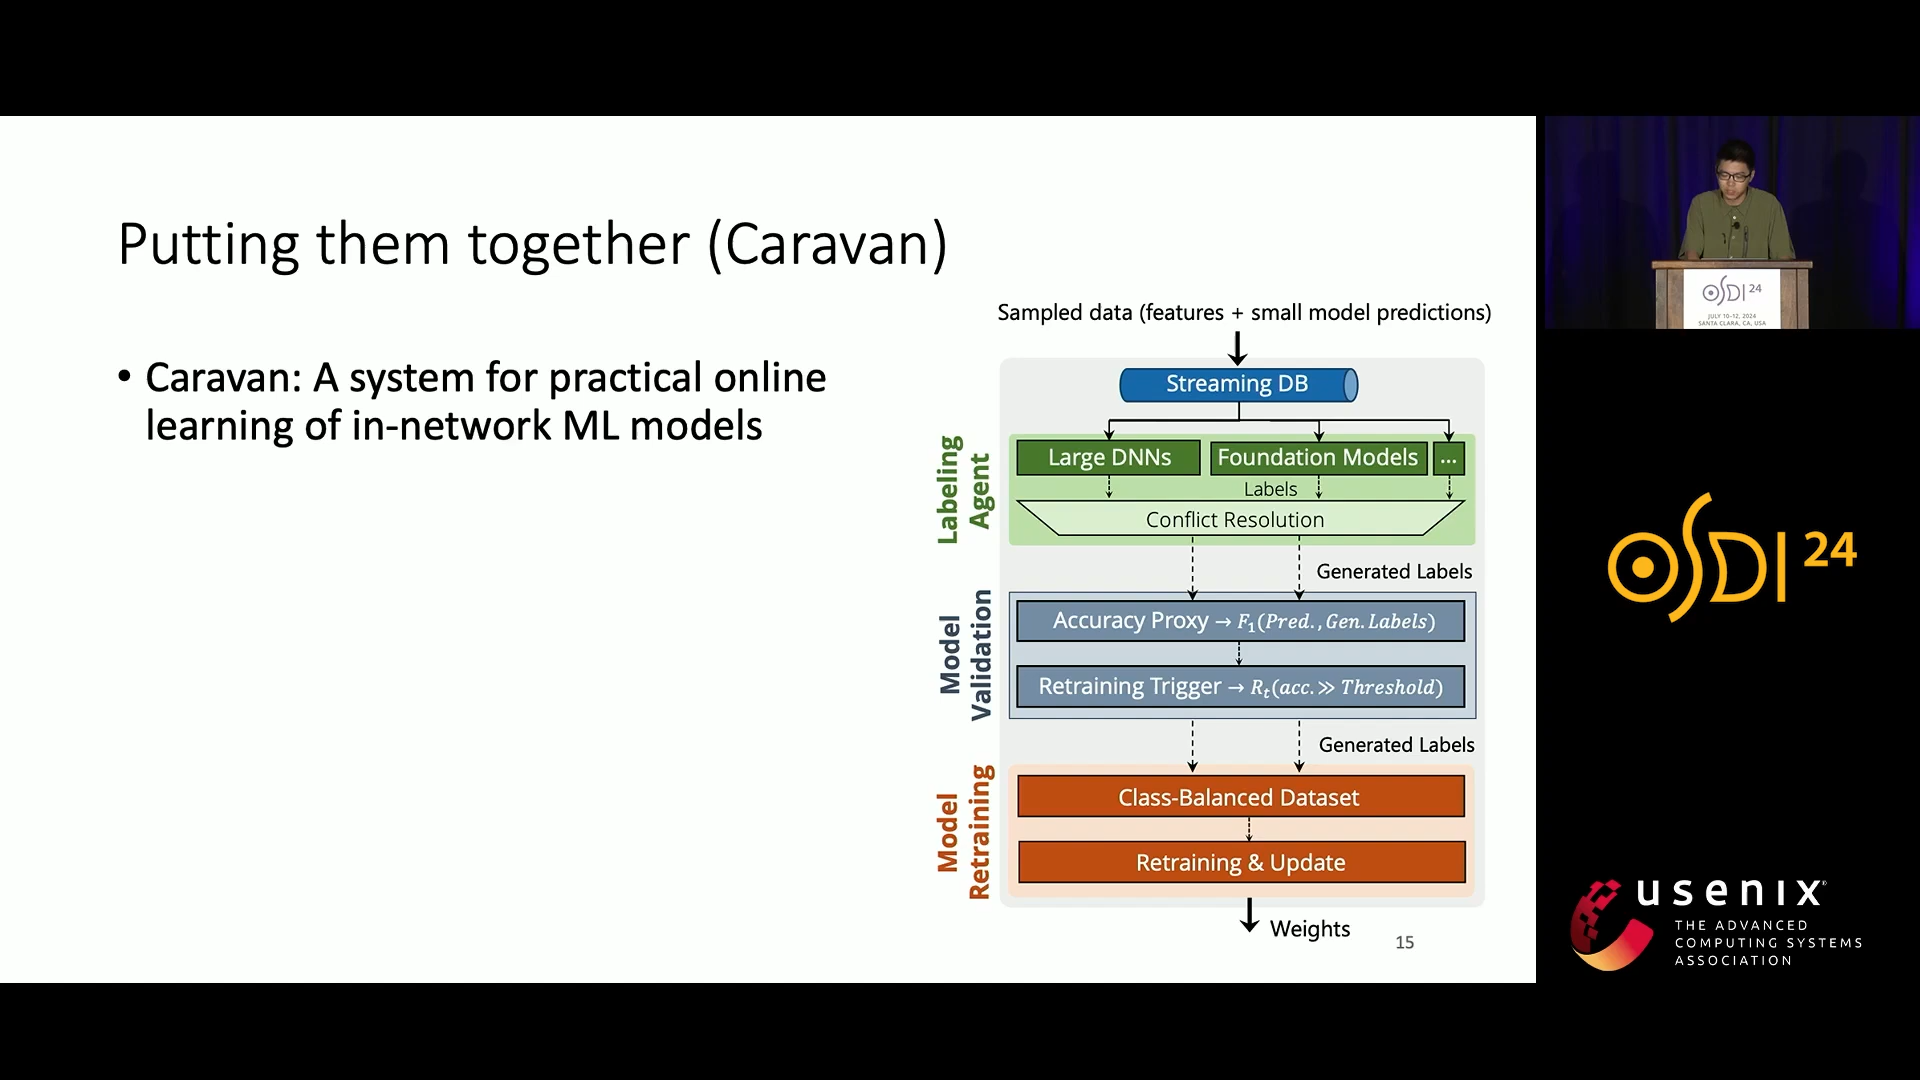 Putting them together (Caravan)
• Caravan: A system for practical online
learning of in-network ML models
Sampled data (features + small model predictions)
Streaming DB
Labeling
Agent
Large DNNs
Foundation Models
...
Labels
Conflict Resolution
Generated Labels
Model
Validation
Accuracy Proxy → F₁(Pred., Gen. Labels)
Retraining Trigger → Rₜ(acc. ≫ Threshold)
Generated Labels
Model
Retraining
Class-Balanced Dataset
Retraining & Update
Weights
15
OSDI 24
JULY 10–12, 2024
SANTA CLARA, CA, USA
OSDI 24
usenix®
THE ADVANCED
COMPUTING SYSTEMS
ASSOCIATION